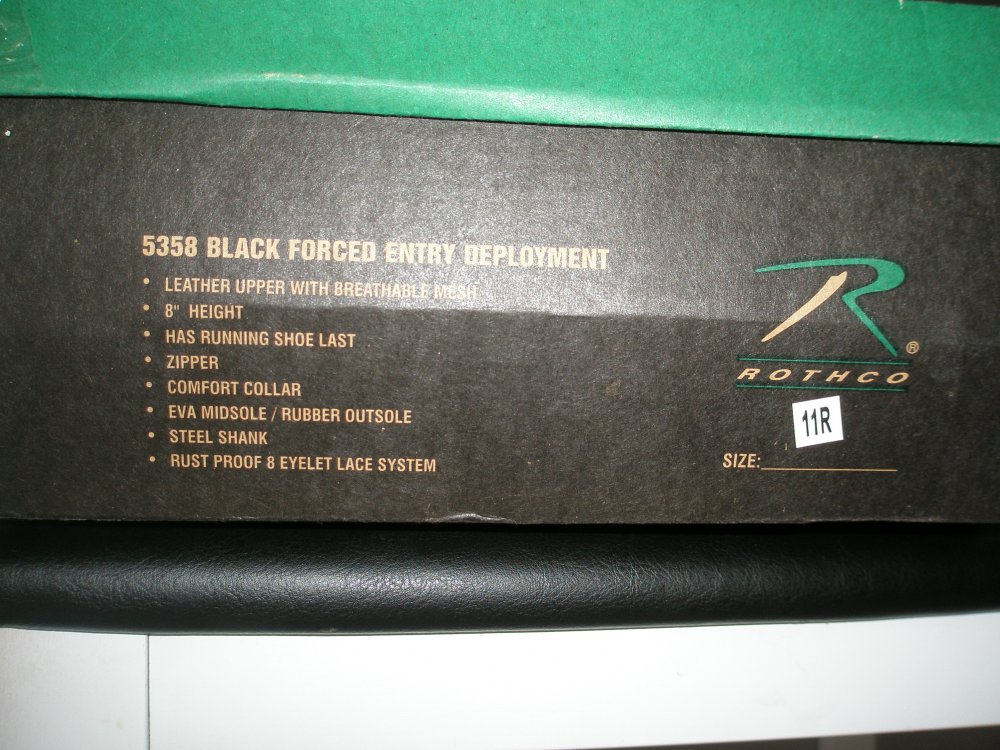 5358 BLACK FORCED ENTRY DEPLOYMENT
• LEATHER UPPER WITH BREATHABLE MESH
• 8" HEIGHT
• HAS RUNNING SHOE LAST
• ZIPPER
• COMFORT COLLAR
• EVA MIDSOLE / RUBBER OUTSOLE
• STEEL SHANK
• RUST PROOF 8 EYELET LACE SYSTEM
R®
ROTHCO
11R
SIZE: